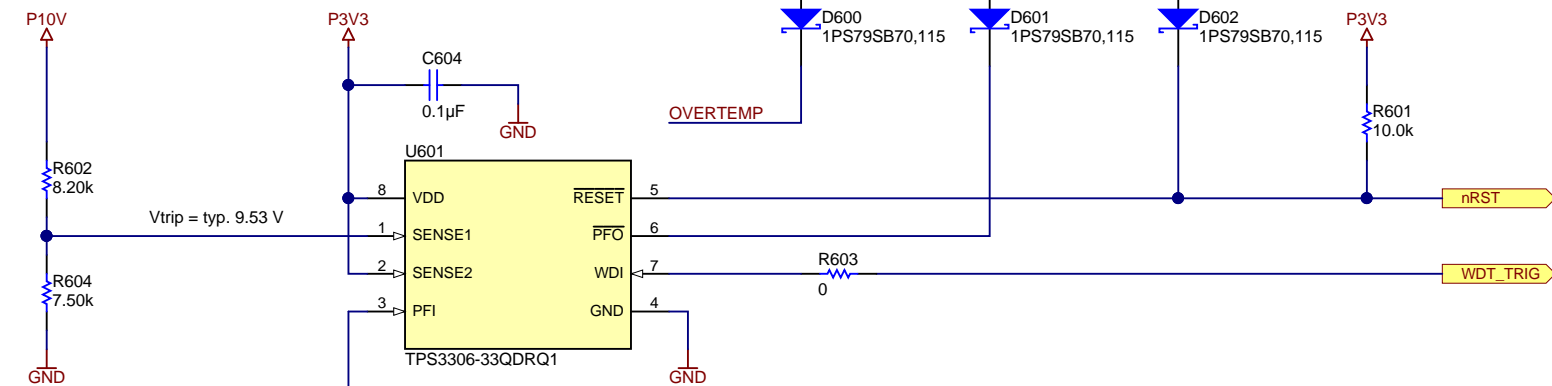 P10V
P3V3
D600
1PS79SB70,115
D601
1PS79SB70,115
D602
1PS79SB70,115
P3V3
C604
0.1µF
GND
OVERTEMP
R601
10.0k
U601
R602
8.20k
8 VDD
RESET 5
nRST
Vtrip = typ. 9.53 V
1 SENSE1
PFO 6
2 SENSE2
WDI 7
R603
0
WDT_TRIG
R604
7.50k
3 PFI
GND 4
TPS3306-33QDRQ1
GND
GND